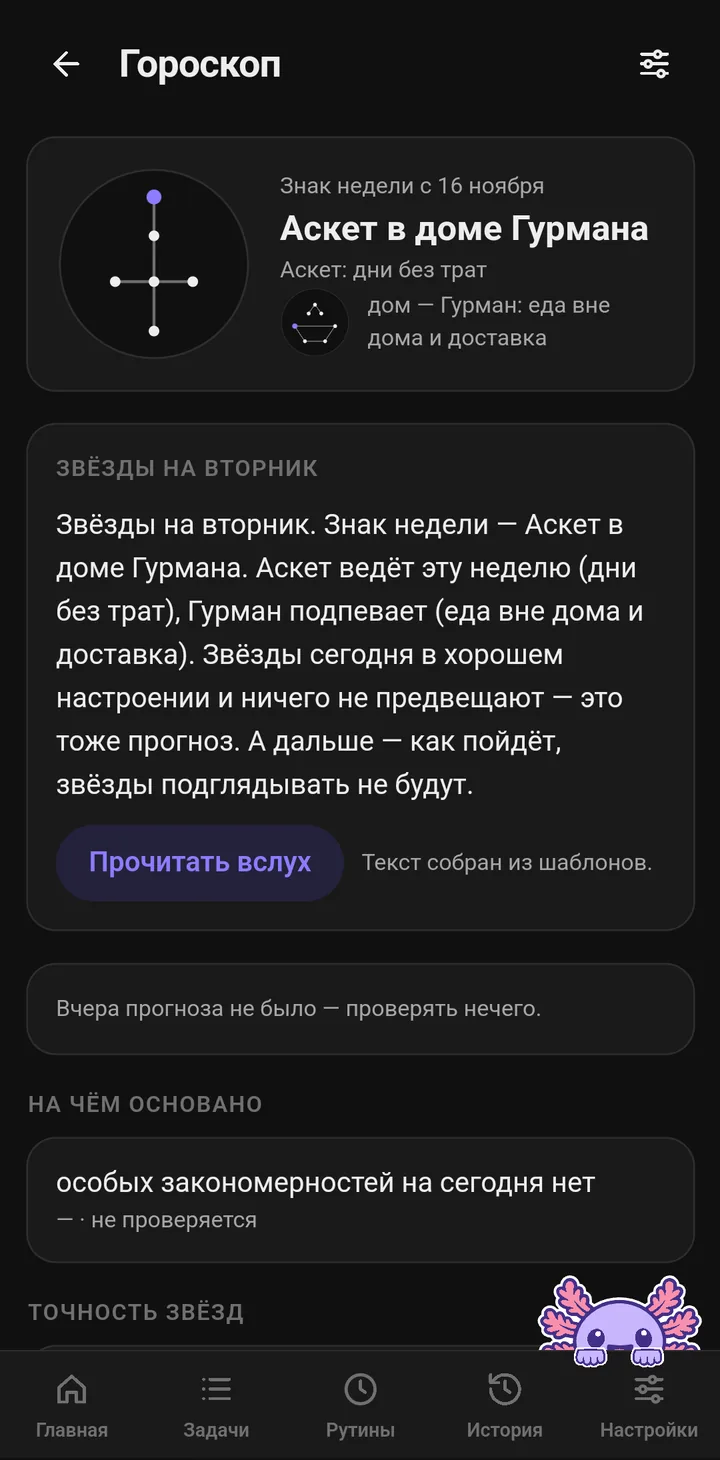 Гороскоп
Знак недели с 16 ноября
Аскет в доме Гурмана
Аскет: дни без трат
дом — Гурман: еда вне
дома и доставка
ЗВЁЗДЫ НА ВТОРНИК
Звёзды на вторник. Знак недели — Аскет в
доме Гурмана. Аскет ведёт эту неделю (дни
без трат), Гурман подпевает (еда вне дома и
доставка). Звёзды сегодня в хорошем
настроении и ничего не предвещают — это
тоже прогноз. А дальше — как пойдёт,
звёзды подглядывать не будут.
Прочитать вслух
Текст собран из шаблонов.
Вчера прогноза не было — проверять нечего.
НА ЧЁМ ОСНОВАНО
особых закономерностей на сегодня нет
— · не проверяется
ТОЧНОСТЬ ЗВЁЗД
Главная
Задачи
Рутины
История
Настройки